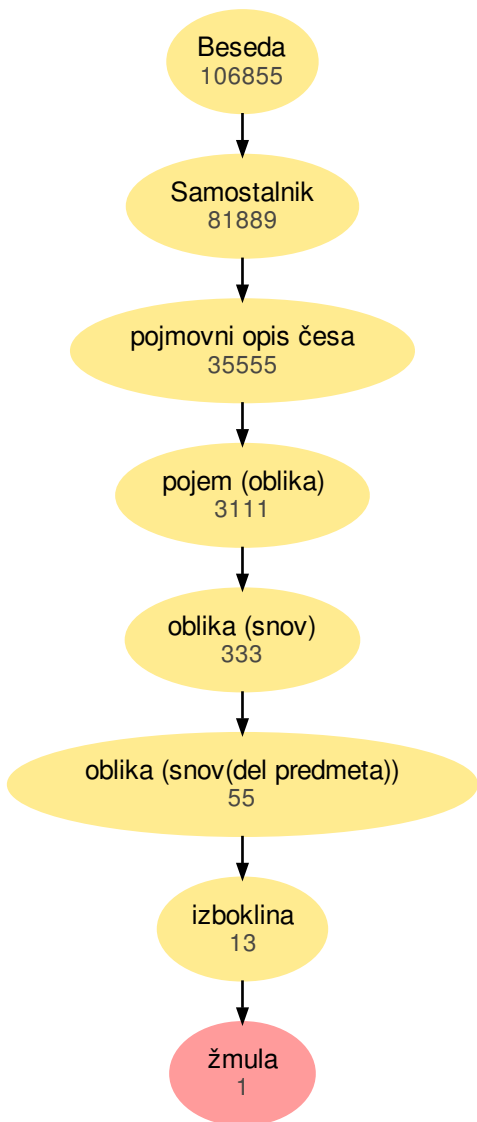 Beseda
106855
Samostalnik
81889
pojmovni opis česa
35555
pojem (oblika)
3111
oblika (snov)
333
oblika (snov(del predmeta))
55
izboklina
13
žmula
1